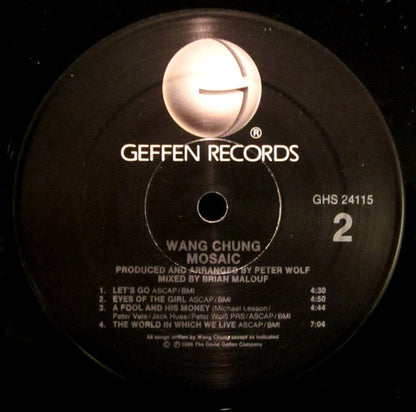 ®
GEFFEN RECORDS
GHS 24115
2
WANG CHUNG
MOSAIC
PRODUCED AND ARRANGED BY PETER WOLF
MIXED BY BRIAN MALOUF
1. LET'S GO ASCAP/BMI 4:30
2. EYES OF THE GIRL ASCAP/BMI 4:50
3. A FOOL AND HIS MONEY (Michael Leeson/
Peter Vale/Jack Hues/Peter Wolf) PRS/ASCAP/BMI 4:44
4. THE WORLD IN WHICH WE LIVE ASCAP/BMI 7:04
All songs written by Wang Chung except as indicated
1986 The David Geffen Company